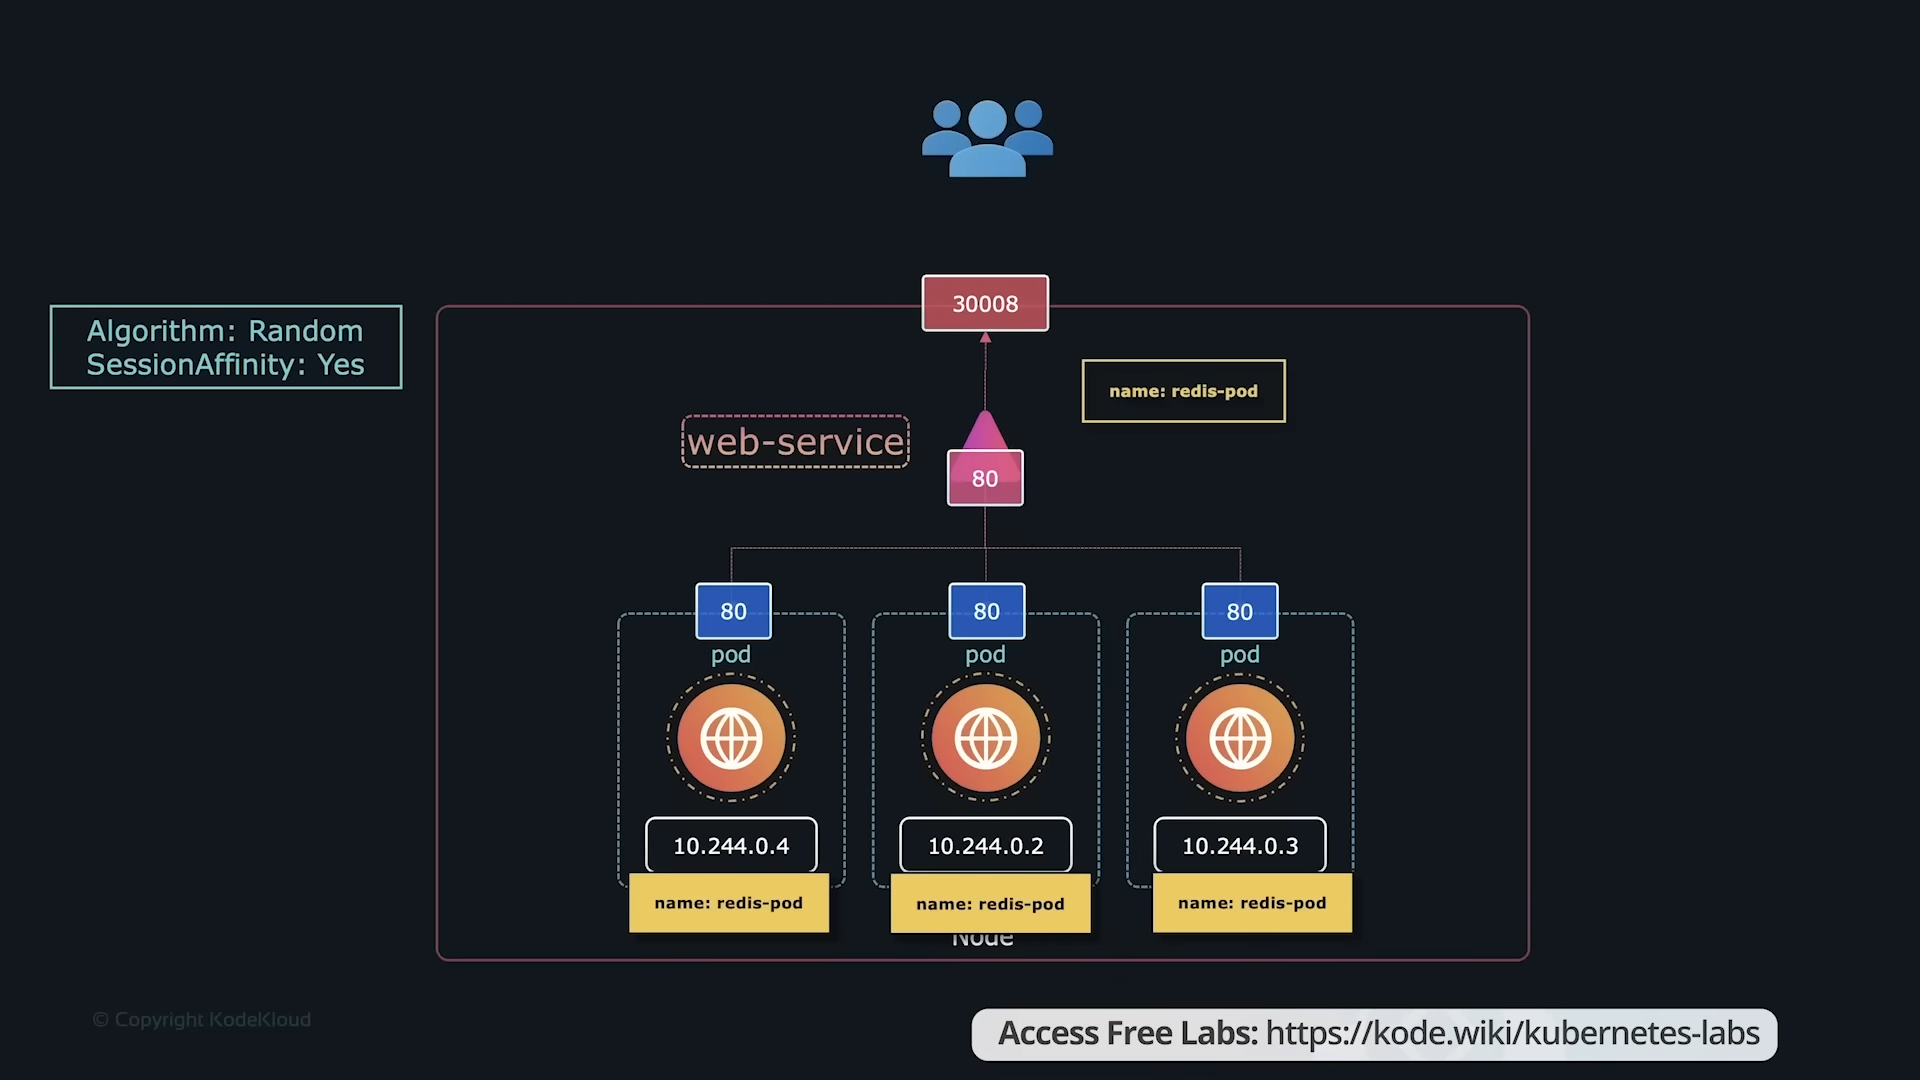 30008
Algorithm: Random
SessionAffinity: Yes
name: redis-pod
web-service
80
80
80
80
pod
pod
pod
10.244.0.4
10.244.0.2
10.244.0.3
name: redis-pod
name: redis-pod
name: redis-pod
Node
© Copyright KodeKloud
Access Free Labs: https://kode.wiki/kubernetes-labs